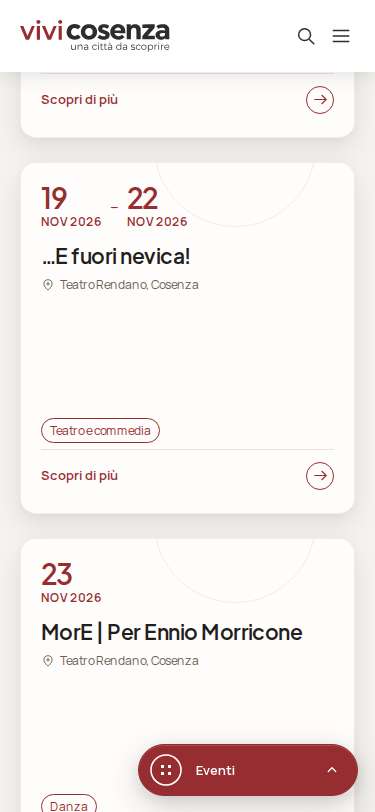 vivicosenza
una città da scoprire
Scopri di più
19 – 22
NOV 2026 NOV 2026
...E fuori nevica!
Teatro Rendano, Cosenza
Teatro e commedia
Scopri di più
23
NOV 2026
MorE | Per Ennio Morricone
Teatro Rendano, Cosenza
Danza
Eventi